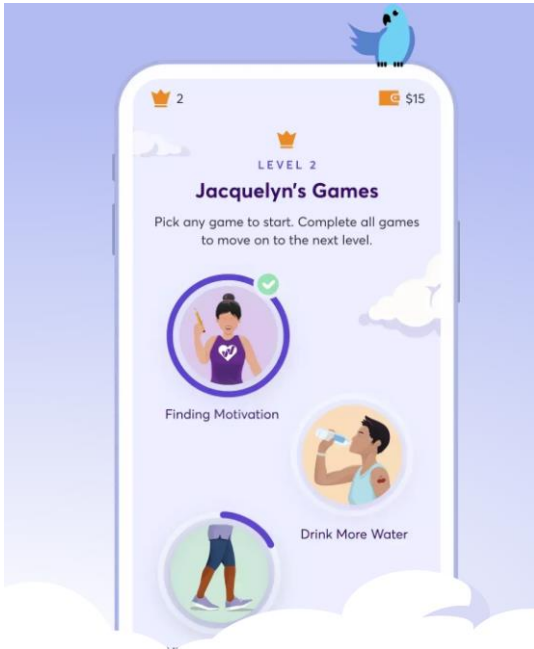 2
$15
LEVEL 2
Jacquelyn's Games
Pick any game to start. Complete all games
to move on to the next level.
Finding Motivation
Drink More Water